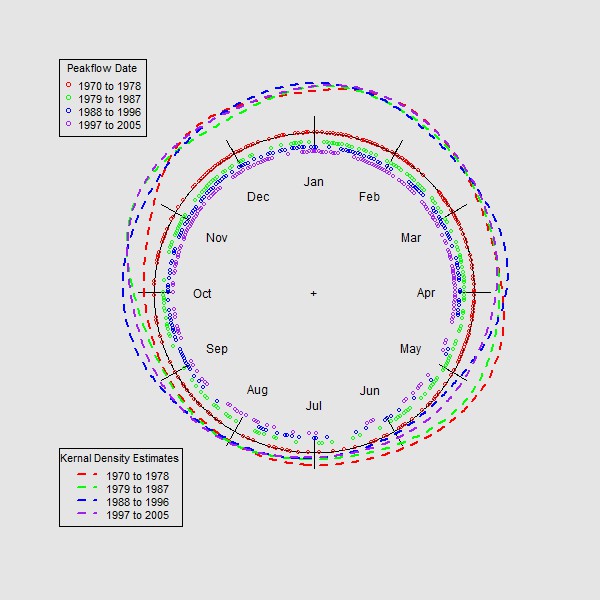 Peakflow Date
1970 to 1978
1979 to 1987
1988 to 1996
1997 to 2005
Jan
Dec
Feb
Nov
Mar
Oct
+
Apr
Sep
May
Aug
Jun
Jul
Kernal Density Estimates
1970 to 1978
1979 to 1987
1988 to 1996
1997 to 2005